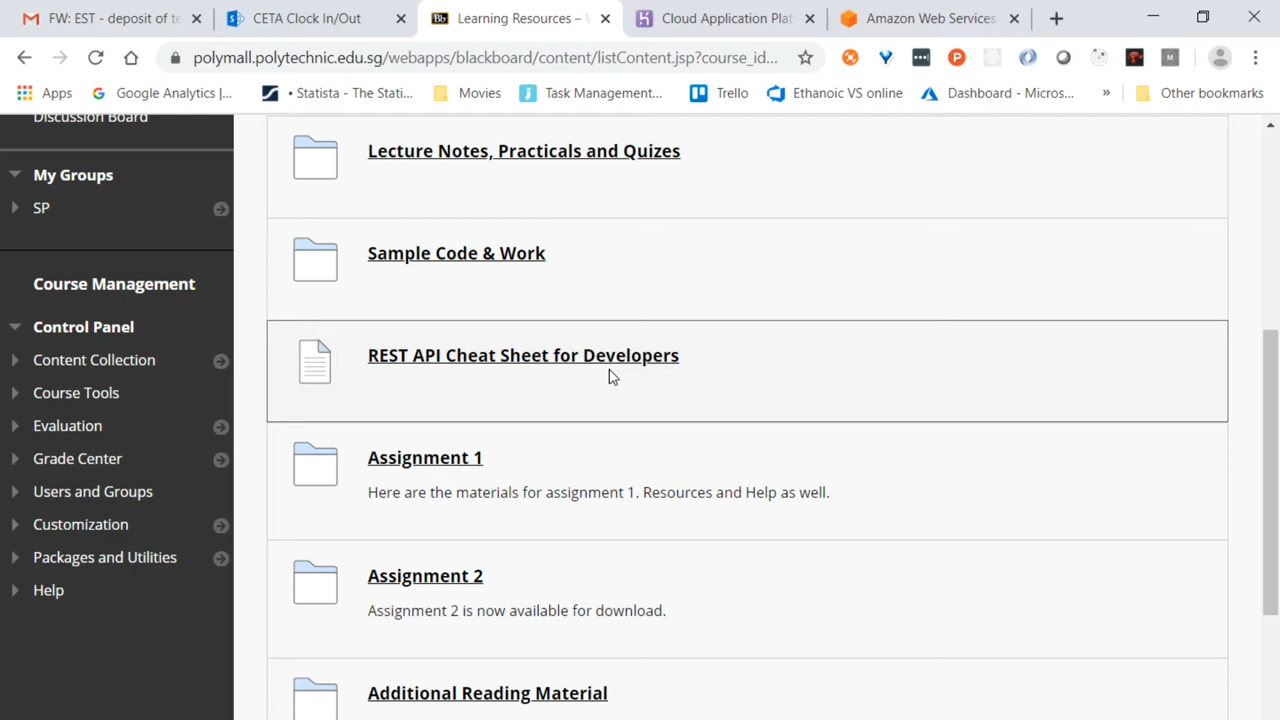 FW: EST - deposit of te
CETA Clock In/Out
Bb
Learning Resources –
Cloud Application Plat
Amazon Web Services
polymall.polytechnic.edu.sg/webapps/blackboard/content/listContent.jsp?course_id...
Apps
Google Analytics |...
• Statista - The Stati...
Movies
Task Management...
Trello
Ethanoic VS online
Dashboard - Micros...
»
Other bookmarks
Discussion Board
My Groups
SP
Course Management
Control Panel
Content Collection
Course Tools
Evaluation
Grade Center
Users and Groups
Customization
Packages and Utilities
Help
Lecture Notes, Practicals and Quizes
Sample Code & Work
REST API Cheat Sheet for Developers
Assignment 1
Here are the materials for assignment 1. Resources and Help as well.
Assignment 2
Assignment 2 is now available for download.
Additional Reading Material